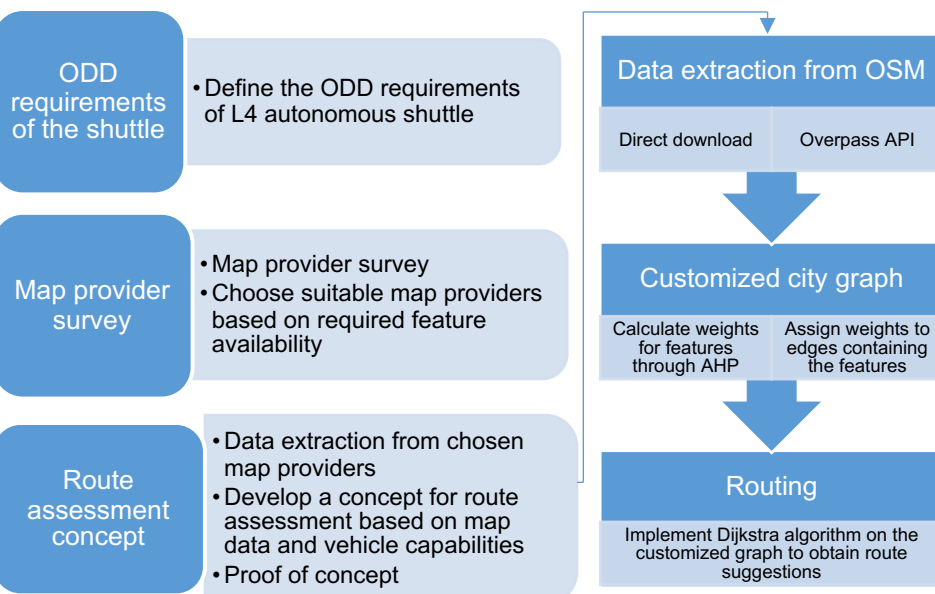 ODD
requirements
of the shuttle
• Define the ODD requirements
of L4 autonomous shuttle
Map provider
survey
• Map provider survey
• Choose suitable map providers
based on required feature
availability
Route
assessment
concept
• Data extraction from chosen
map providers
• Develop a concept for route
assessment based on map
data and vehicle capabilities
• Proof of concept
Data extraction from OSM
Direct download
Overpass API
Customized city graph
Calculate weights
for features
through AHP
Assign weights to
edges containing
the features
Routing
Implement Dijkstra algorithm on the
customized graph to obtain route
suggestions